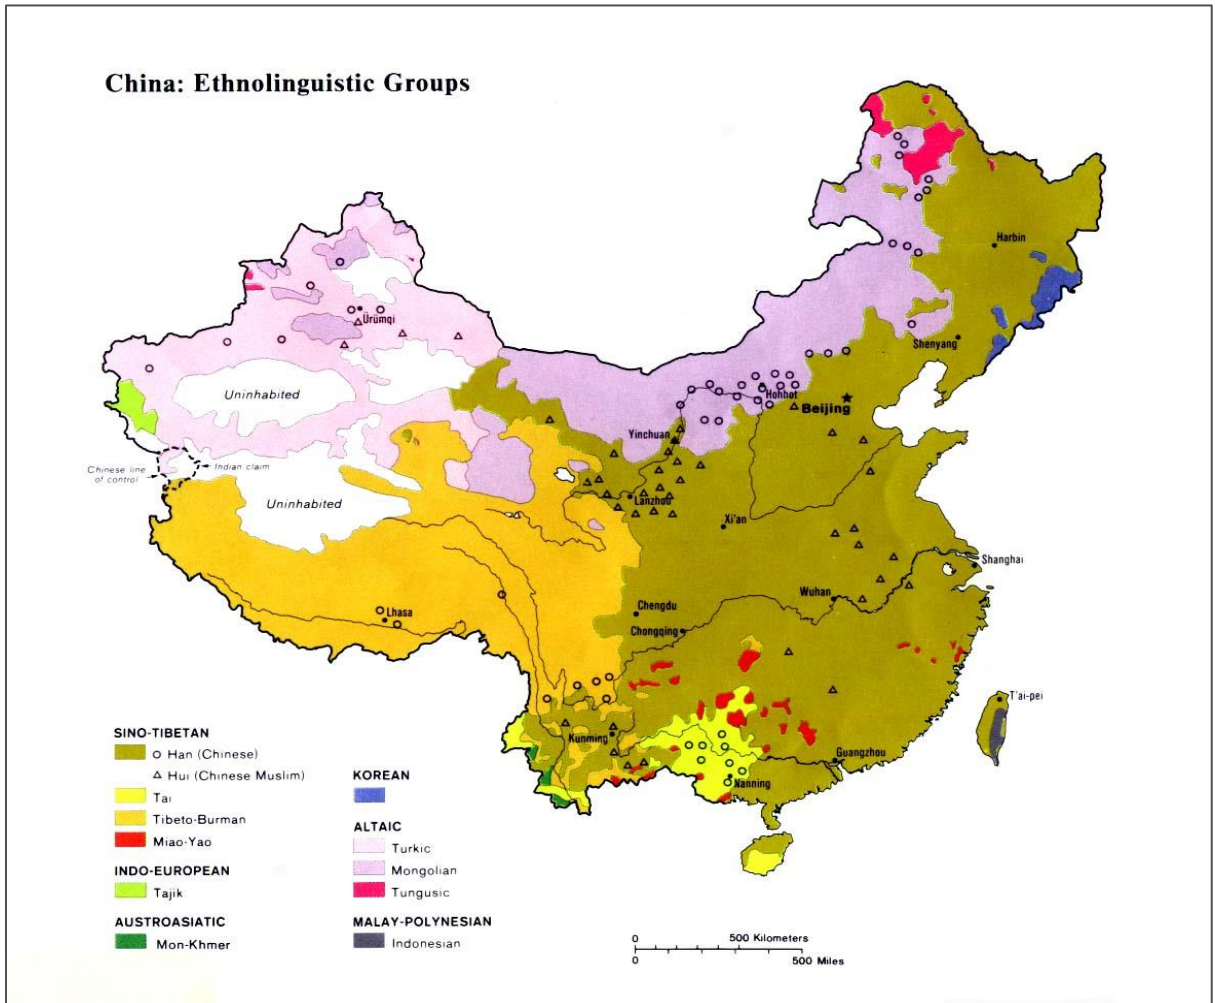 China: Ethnolinguistic Groups
Harbin
Ürümqi
Shenyang
Uninhabited
Hohhot
Beijing
Yinchuan
Chinese line
of control
Indian claim
Lanzhou
Uninhabited
Xi'an
Shanghai
Wuhan
Chengdu
Lhasa
Chongqing
T'ai-pei
Kunming
Guangzhou
Nanning
SINO-TIBETAN
Han (Chinese)
Hui (Chinese Muslim)
Tai
Tibeto-Burman
Miao-Yao
INDO-EUROPEAN
Tajik
AUSTROASIATIC
Mon-Khmer
KOREAN
ALTAIC
Turkic
Mongolian
Tungusic
MALAY-POLYNESIAN
Indonesian
0 500 Kilometers
0 500 Miles